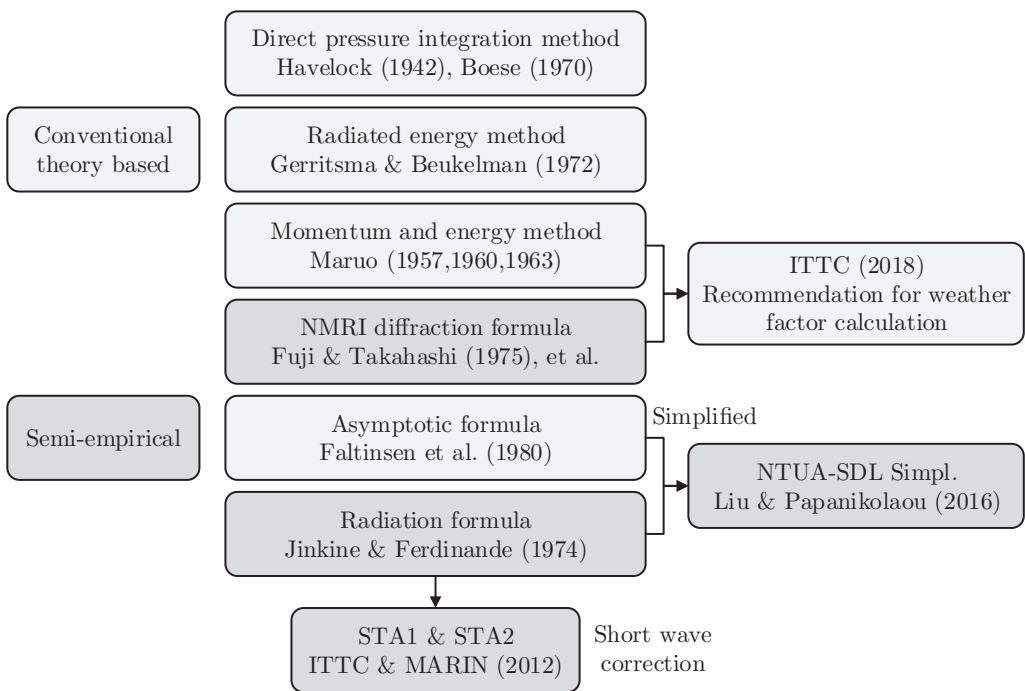 Direct pressure integration method
Havelock (1942), Boese (1970)
Conventional
theory based
Radiated energy method
Gerritsma & Beukelman (1972)
Momentum and energy method
Maruo (1957,1960,1963)
ITTC (2018)
Recommendation for weather
factor calculation
NMRI diffraction formula
Fuji & Takahashi (1975), et al.
Semi-empirical
Asymptotic formula
Faltinsen et al. (1980)
Simplified
NTUA-SDL Simpl.
Liu & Papanikolaou (2016)
Radiation formula
Jinkine & Ferdinande (1974)
STA1 & STA2
ITTC & MARIN (2012)
Short wave
correction